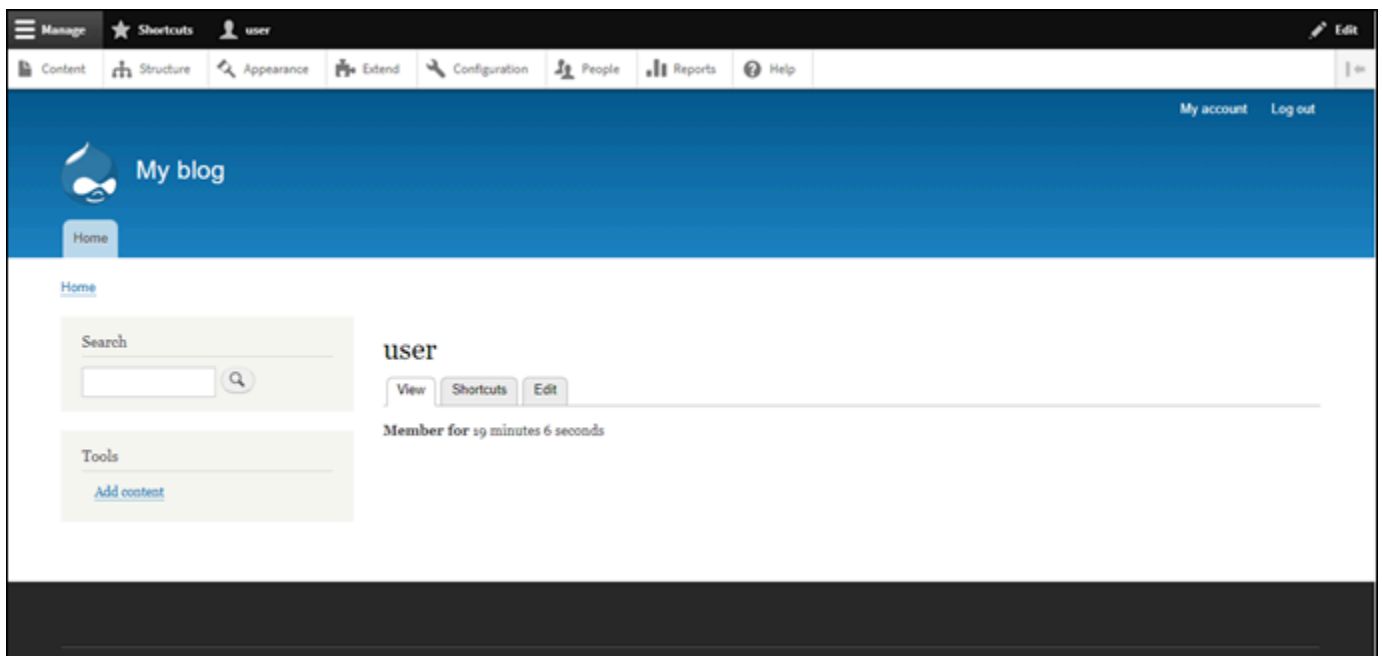 Manage Shortcuts user Edit
Content Structure Appearance Extend Configuration People Reports Help
My account Log out
My blog
Home
Home
Search
Tools
Add content
user
View Shortcuts Edit
Member for 19 minutes 6 seconds